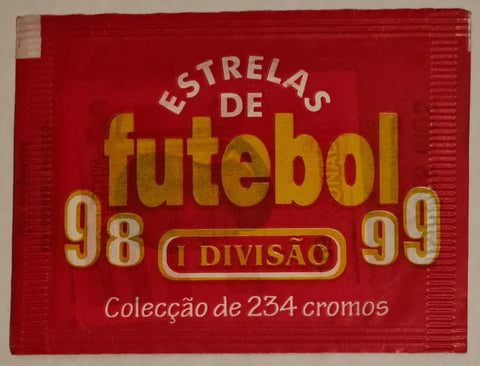 ESTRELAS
DE
futebol
98 I DIVISÃO 99
Colecção de 234 cromos